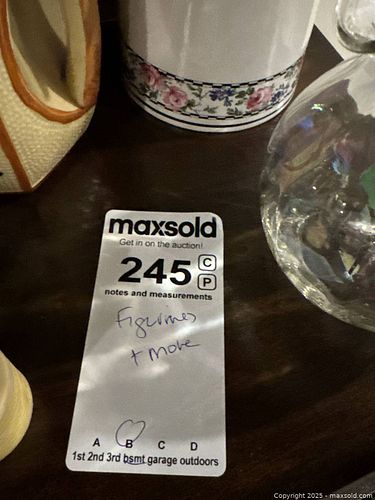 maxsold
Get in on the auction!
245 C
P
notes and measurements
Figurines
+ more
A B C D
1st 2nd 3rd bsmt garage outdoors
Copyright 2025 - maxsold.com